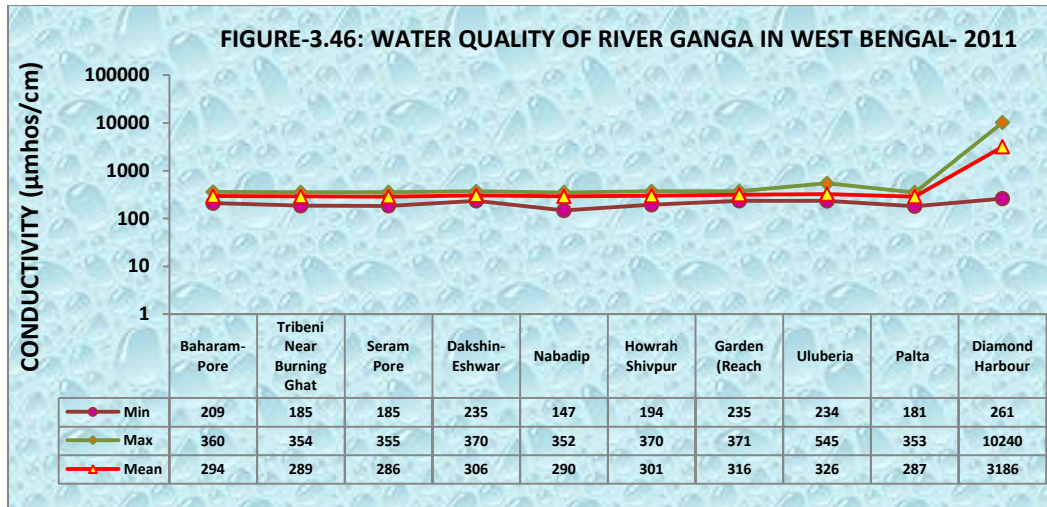 FIGURE-3.46: WATER QUALITY OF RIVER GANGA IN WEST BENGAL- 2011
CONDUCTIVITY (µmhos/cm)
100000
10000
1000
100
10
1
Baharam-
Pore
Tribeni
Near
Burning
Ghat
Seram
Pore
Dakshin-
Eshwar
Nabadip
Howrah
Shivpur
Garden
(Reach
Uluberia
Palta
Diamond
Harbour
Min 209 185 185 235 147 194 235 234 181 261
Max 360 354 355 370 352 370 371 545 353 10240
Mean 294 289 286 306 290 301 316 326 287 3186